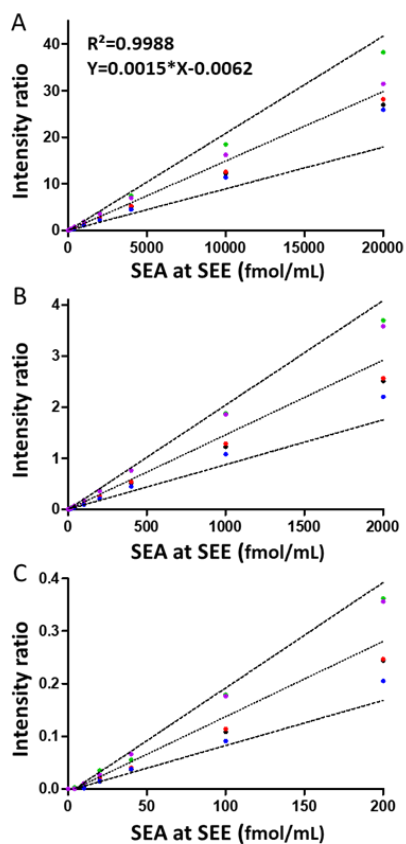 A
R²=0.9988
Y=0.0015*X-0.0062
Intensity ratio
40
30
20
10
0
0 5000 10000 15000 20000
SEA at SEE (fmol/mL)
B
Intensity ratio
4
3
2
1
0
0 500 1000 1500 2000
SEA at SEE (fmol/mL)
C
Intensity ratio
0.4
0.3
0.2
0.1
0.0
0 50 100 150 200
SEA at SEE (fmol/mL)